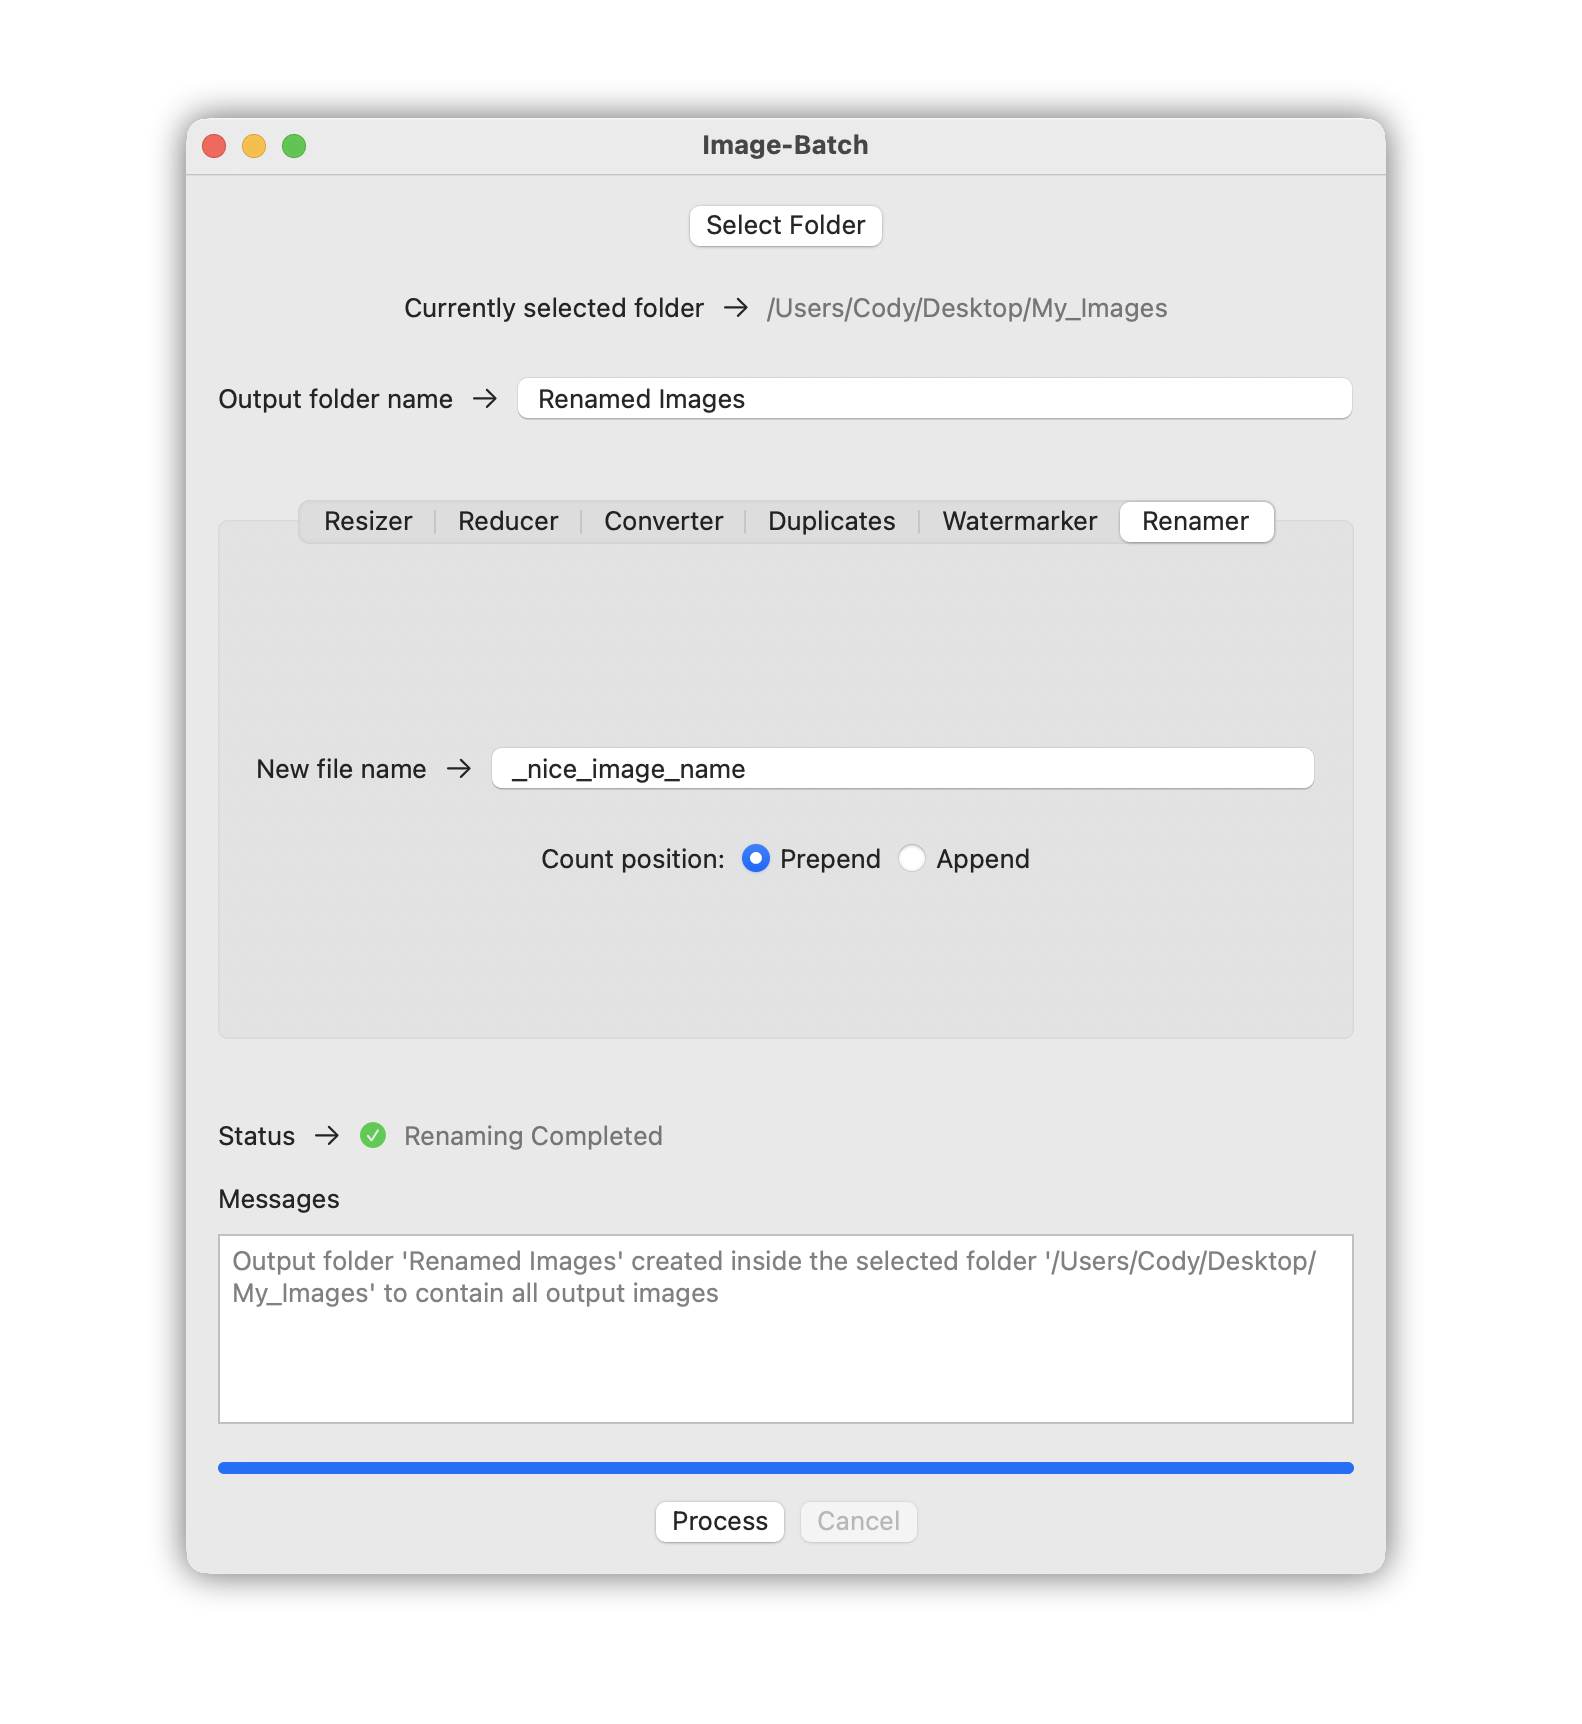 Image-Batch
Select Folder
Currently selected folder → /Users/Cody/Desktop/My_Images
Output folder name → Renamed Images
Resizer Reducer Converter Duplicates Watermarker Renamer
New file name → _nice_image_name
Count position: Prepend Append
Status → Renaming Completed
Messages
Output folder 'Renamed Images' created inside the selected folder '/Users/Cody/Desktop/
My_Images' to contain all output images
Process Cancel